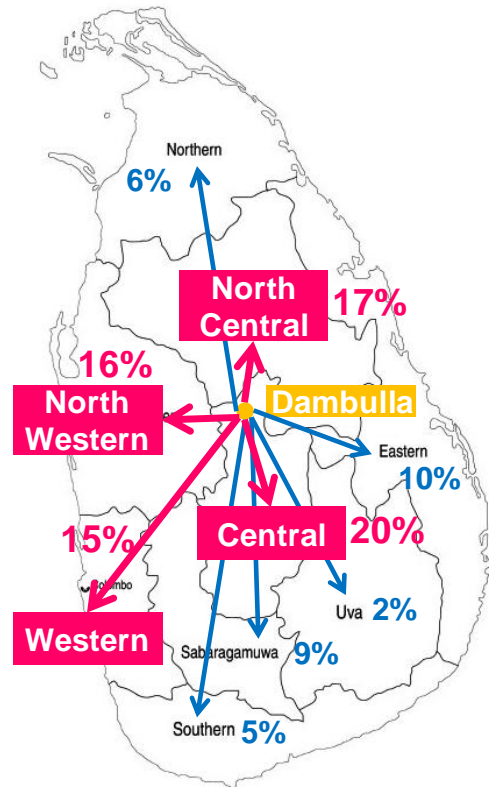 Northern
6%
North
Central
17%
16%
North
Western
Dambulla
Eastern
10%
15%
Central
20%
Colombo
Uva
2%
Western
Sabaragamuwa
9%
Southern
5%